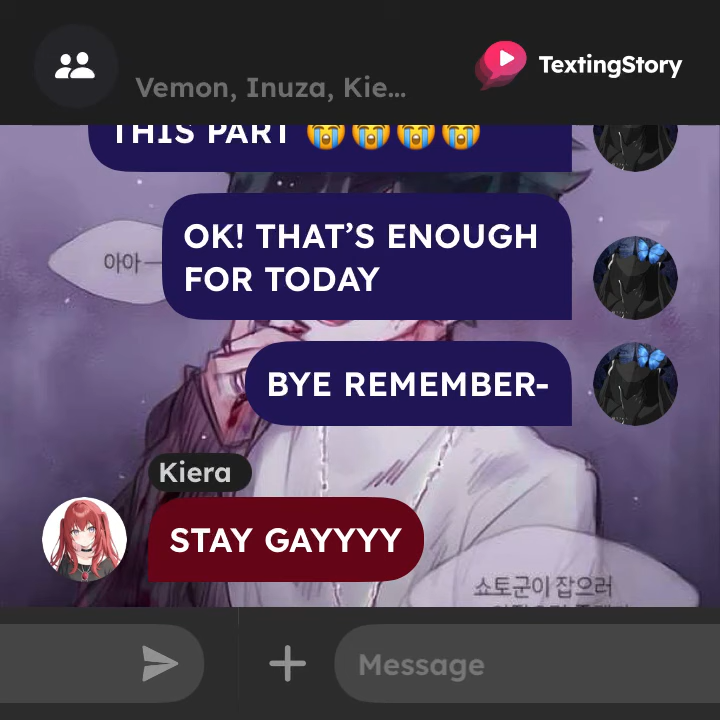 Vemon, Inuza, Kie...
TextingStory
THIS PART 😭😭😭😭
OK! THAT'S ENOUGH
FOR TODAY
아아—
BYE REMEMBER-
Kiera
STAY GAYYYY
쇼토군이 잡으러
Message